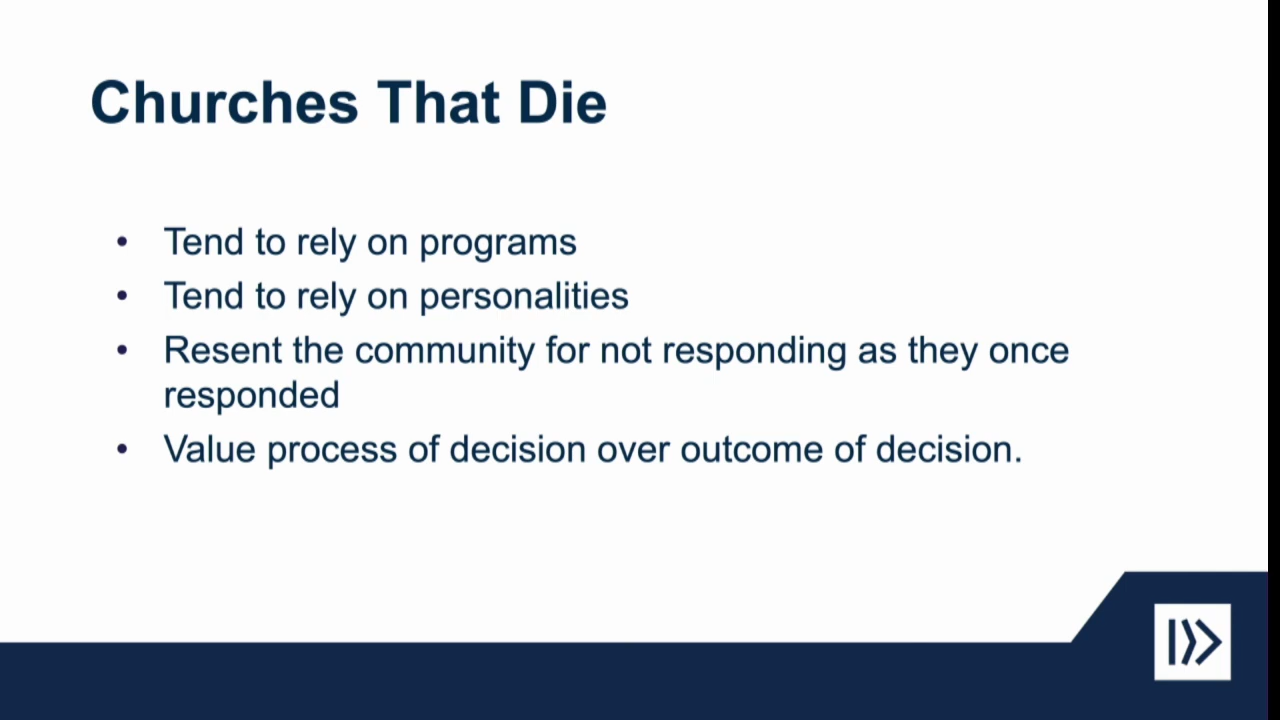 Churches That Die
• Tend to rely on programs
• Tend to rely on personalities
• Resent the community for not responding as they once
responded
• Value process of decision over outcome of decision.